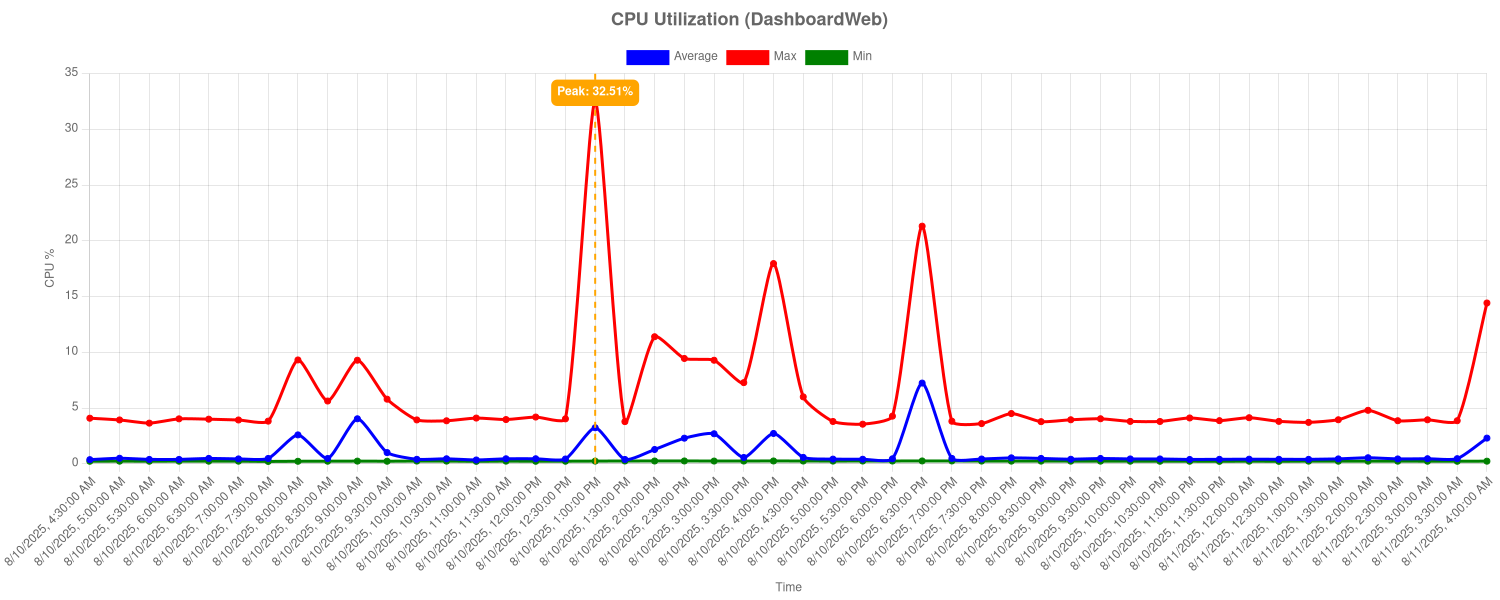 CPU Utilization (DashboardWeb)
Average Max Min
Peak: 32.51%
35
30
25
20
15
10
5
0
CPU %
8/10/2025, 4:30:00 AM
8/10/2025, 5:00:00 AM
8/10/2025, 5:30:00 AM
8/10/2025, 6:00:00 AM
8/10/2025, 6:30:00 AM
8/10/2025, 7:00:00 AM
8/10/2025, 7:30:00 AM
8/10/2025, 8:00:00 AM
8/10/2025, 8:30:00 AM
8/10/2025, 9:00:00 AM
8/10/2025, 9:30:00 AM
8/10/2025, 10:00:00 AM
8/10/2025, 10:30:00 AM
8/10/2025, 11:00:00 AM
8/10/2025, 11:30:00 AM
8/10/2025, 12:00:00 PM
8/10/2025, 12:30:00 PM
8/10/2025, 1:00:00 PM
8/10/2025, 1:30:00 PM
8/10/2025, 2:00:00 PM
8/10/2025, 2:30:00 PM
8/10/2025, 3:00:00 PM
8/10/2025, 3:30:00 PM
8/10/2025, 4:00:00 PM
8/10/2025, 4:30:00 PM
8/10/2025, 5:00:00 PM
8/10/2025, 5:30:00 PM
8/10/2025, 6:00:00 PM
8/10/2025, 6:30:00 PM
8/10/2025, 7:00:00 PM
8/10/2025, 7:30:00 PM
8/10/2025, 8:00:00 PM
8/10/2025, 8:30:00 PM
8/10/2025, 9:00:00 PM
8/10/2025, 9:30:00 PM
8/10/2025, 10:00:00 PM
8/10/2025, 10:30:00 PM
8/10/2025, 11:00:00 PM
8/10/2025, 11:30:00 PM
8/11/2025, 12:00:00 AM
8/11/2025, 12:30:00 AM
8/11/2025, 1:00:00 AM
8/11/2025, 1:30:00 AM
8/11/2025, 2:00:00 AM
8/11/2025, 2:30:00 AM
8/11/2025, 3:00:00 AM
8/11/2025, 3:30:00 AM
8/11/2025, 4:00:00 AM
Time